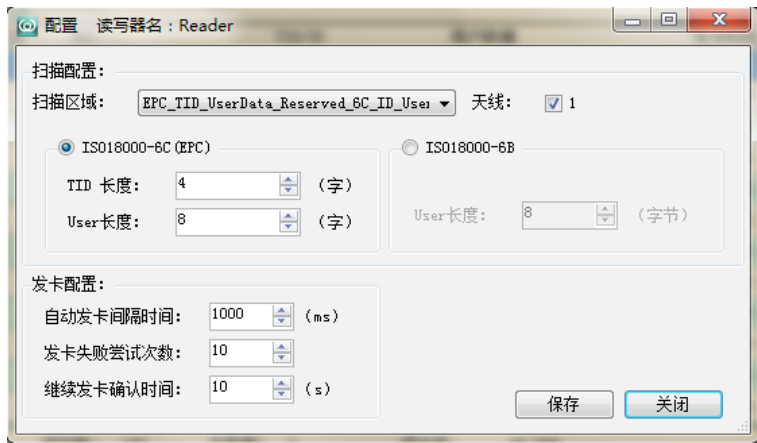 配置 读写器名：Reader
扫描配置：
扫描区域： EPC_TID_UserData_Reserved_6C_ID_User 天线： 1
ISO18000-6C(EPC) ISO18000-6B
TID 长度： 4 (字)
User长度： 8 (字) User长度： 8 (字节)
发卡配置：
自动发卡间隔时间： 1000 (ms)
发卡失败尝试次数： 10
继续发卡确认时间： 10 (s)
保存 关闭